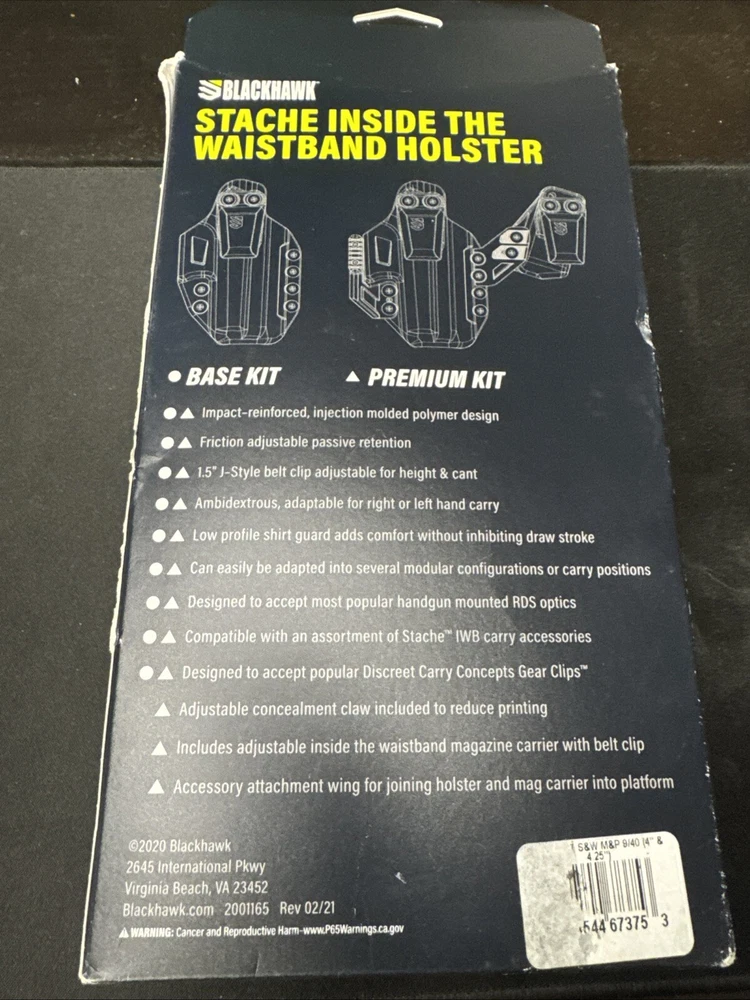 BLACKHAWK
STACHE INSIDE THE
WAISTBAND HOLSTER
● BASE KIT
▲ PREMIUM KIT
● ▲ Impact-reinforced, injection molded polymer design
● ▲ Friction adjustable passive retention
● ▲ 1.5" J-Style belt clip adjustable for height & cant
● ▲ Ambidextrous, adaptable for right or left hand carry
● ▲ Low profile shirt guard adds comfort without inhibiting draw stroke
● ▲ Can easily be adapted into several modular configurations or carry positions
● ▲ Designed to accept most popular handgun mounted RDS optics
● ▲ Compatible with an assortment of Stache™ IWB carry accessories
● ▲ Designed to accept popular Discreet Carry Concepts Gear Clips™
▲ Adjustable concealment claw included to reduce printing
▲ Includes adjustable inside the waistband magazine carrier with belt clip
▲ Accessory attachment wing for joining holster and mag carrier into platform
©2020 Blackhawk
2645 International Pkwy
Virginia Beach, VA 23452
Blackhawk.com 2001165 Rev 02/21
⚠ WARNING: Cancer and Reproductive Harm-www.P65Warnings.ca.gov
S&W M&P 9/40 (4" &
4.25")
544 67375 3